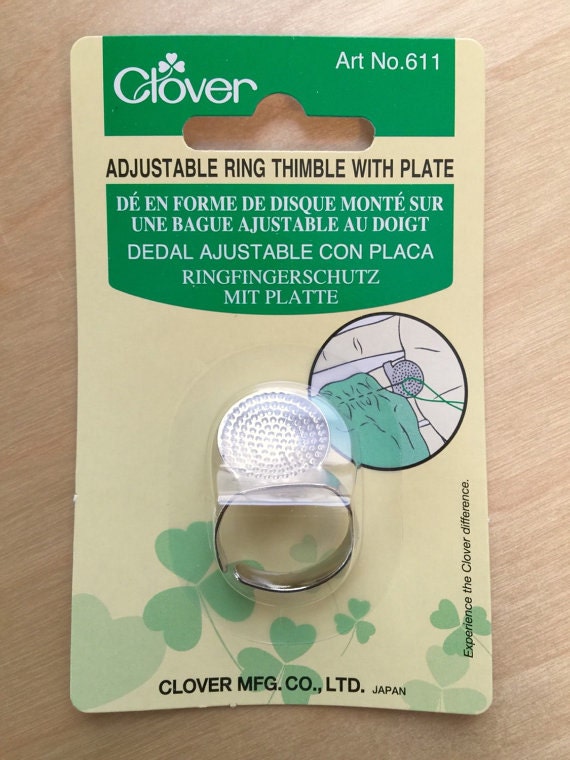 Clover
Art No.611
ADJUSTABLE RING THIMBLE WITH PLATE
DÉ EN FORME DE DISQUE MONTÉ SUR
UNE BAGUE AJUSTABLE AU DOIGT
DEDAL AJUSTABLE CON PLACA
RINGFINGERSCHUTZ
MIT PLATTE
Experience the Clover difference.
CLOVER MFG.CO.,LTD. JAPAN